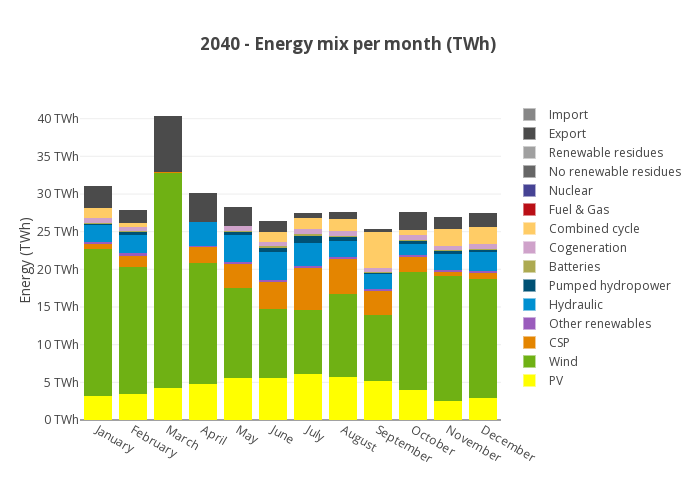 2040 - Energy mix per month (TWh)
Energy (TWh)
40 TWh
35 TWh
30 TWh
25 TWh
20 TWh
15 TWh
10 TWh
5 TWh
0 TWh
January
February
March
April
May
June
July
August
September
October
November
December
Import
Export
Renewable residues
No renewable residues
Nuclear
Fuel & Gas
Combined cycle
Cogeneration
Batteries
Pumped hydropower
Hydraulic
Other renewables
CSP
Wind
PV